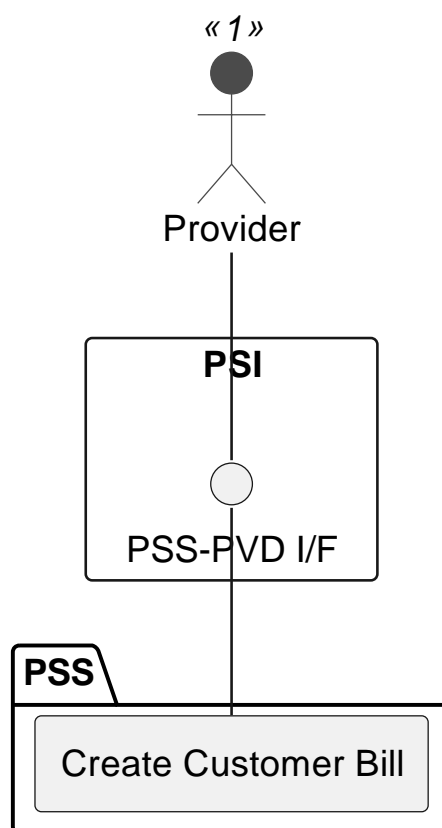 «1»
Provider
PSI
PSS-PVD I/F
PSS
Create Customer Bill